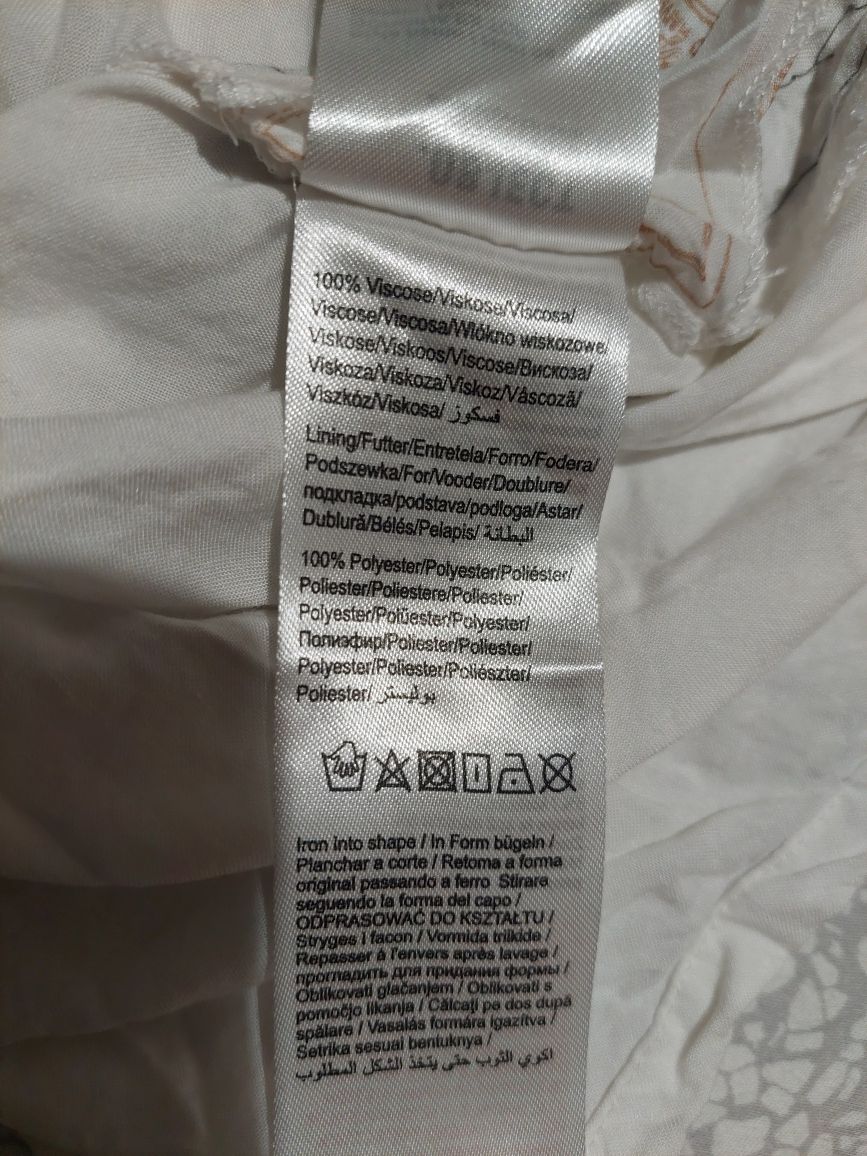 100% Viscose/Viskose/Viscosa/
Viscose/Viscosa/Włókno wiskozowe/
Viskose/Viskoos/Viscose/Вискоза/
Viskoza/Viskoza/Viskoz/Vâscoză/
Viszkóz/Viskosa/ فسكوز
Lining/Futter/Entretela/Forro/Fodera/
Podszewka/For/Vooder/Doublure/
подкладка/podstava/podloga/Astar/
Dublură/Bélés/Pelapis/ البطانة
100% Polyester/Polyester/Poliéster/
Poliester/Poliestere/Poliester/
Polyester/Polüester/Polyester/
Полиэфир/Poliester/Poliester/
Polyester/Poliester/Poliészter/
Poliester/ بوليستر
Iron into shape / In Form bügeln /
Planchar a corte / Retoma a forma
original passando a ferro Stirare
seguendo la forma del capo /
ODPRASOWAĆ DO KSZTAŁTU /
Stryges i facon / Vormida triikide /
Repasser à l'envers après lavage /
прогладить для придания формы /
Oblikovati glačanjem / Oblikovati s
pomočjo likanja / Călcaţi pe dos după
spălare / Vasalás formára igazítva /
Setrika sesuai bentuknya /
اكوي الثوب حتى يتخذ الشكل المطلوب